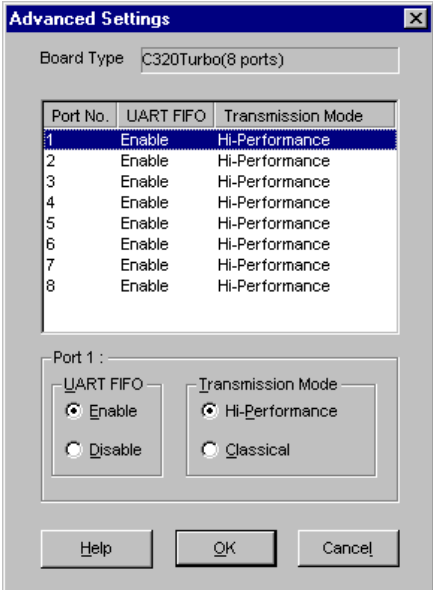 Advanced Settings
Board Type C320Turbo(8 ports)
Port No. UART FIFO Transmission Mode
1 Enable Hi-Performance
2 Enable Hi-Performance
3 Enable Hi-Performance
4 Enable Hi-Performance
5 Enable Hi-Performance
6 Enable Hi-Performance
7 Enable Hi-Performance
8 Enable Hi-Performance
Port 1 :
UART FIFO Transmission Mode
Enable Hi-Performance
Disable Classical
Help OK Cancel